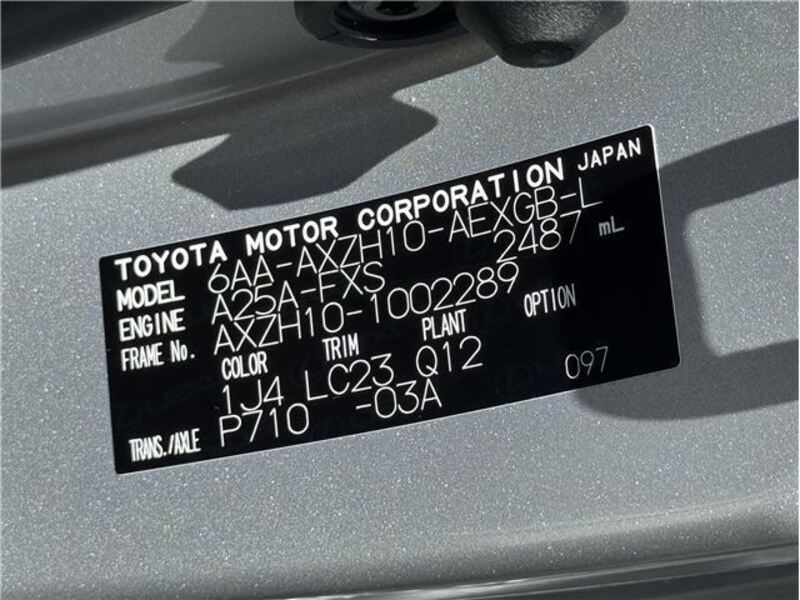 TOYOTA MOTOR CORPORATION JAPAN
MODEL 6AA-AXZH10-AEXGB-L
ENGINE A25A-FXS 2487 mL
FRAME No. AXZH10-1002289
COLOR TRIM PLANT OPTION
1J4 LC23 Q12
TRANS./AXLE P710 -03A 097